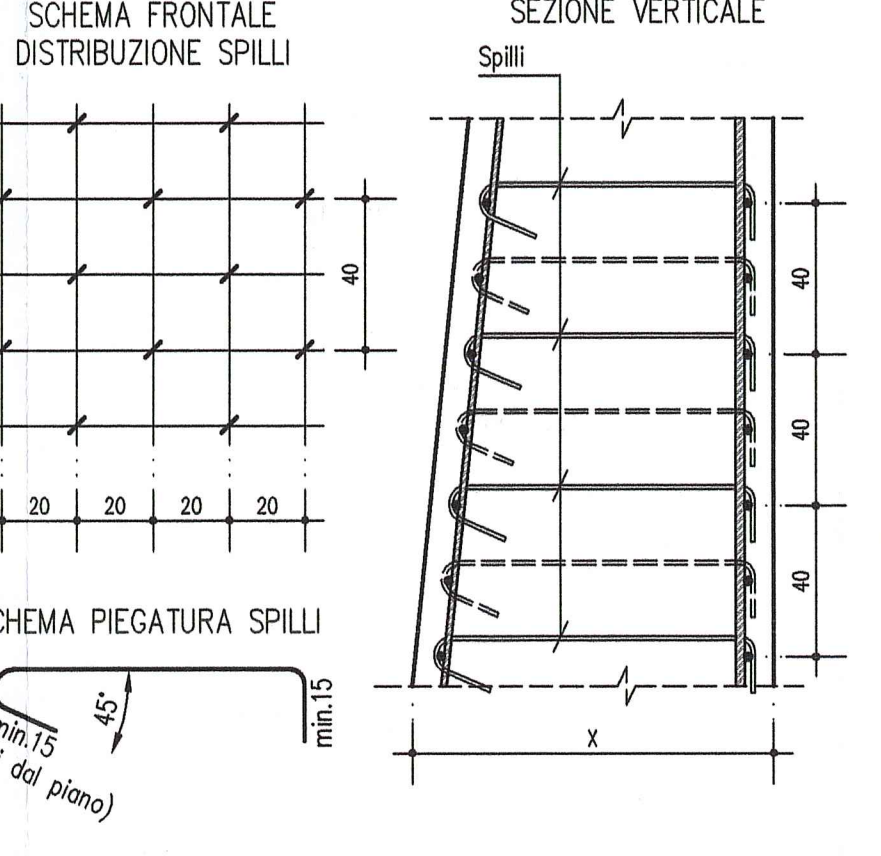 SCHEMA FRONTALE
DISTRIBUZIONE SPILLI
40
20 20 20 20
CHEMA PIEGATURA SPILLI
45°
min.15
min.15
dal piano)
SEZIONE VERTICALE
Spilli
40
40
40
X